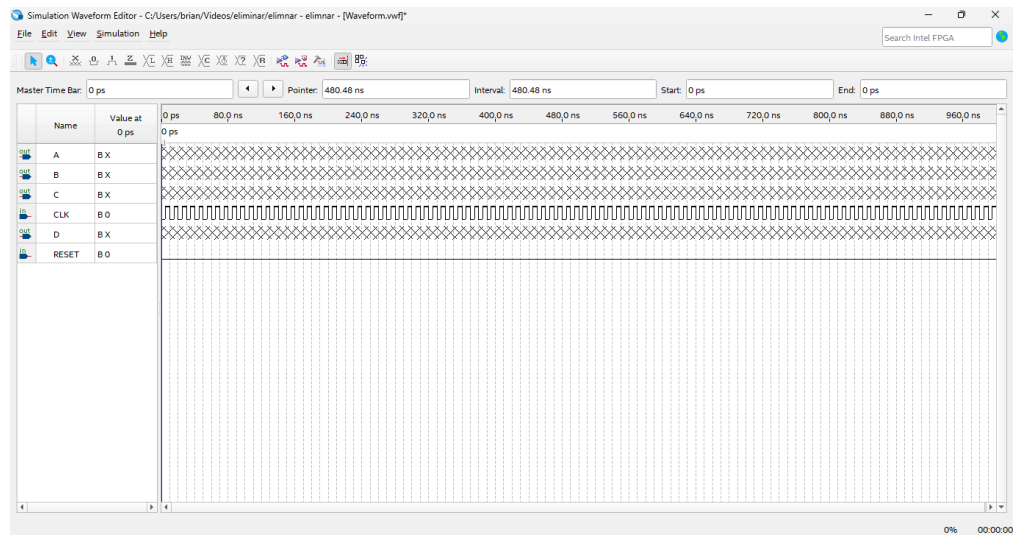 Simulation Waveform Editor - C:/Users/brian/Videos/eliminar/elimnar - elimnar - [Waveform.vwf]*
File Edit View Simulation Help
Search Intel FPGA
Master Time Bar: 0 ps Pointer: 480.48 ns Interval: 480.48 ns Start: 0 ps End: 0 ps
Name Value at 0 ps
0 ps 80.0 ns 160.0 ns 240.0 ns 320.0 ns 400.0 ns 480.0 ns 560.0 ns 640.0 ns 720.0 ns 800.0 ns 880.0 ns 960.0 ns
0 ps
out A B X
out B B X
out C B X
in CLK B 0
out D B X
in RESET B 0
0% 00:00:00